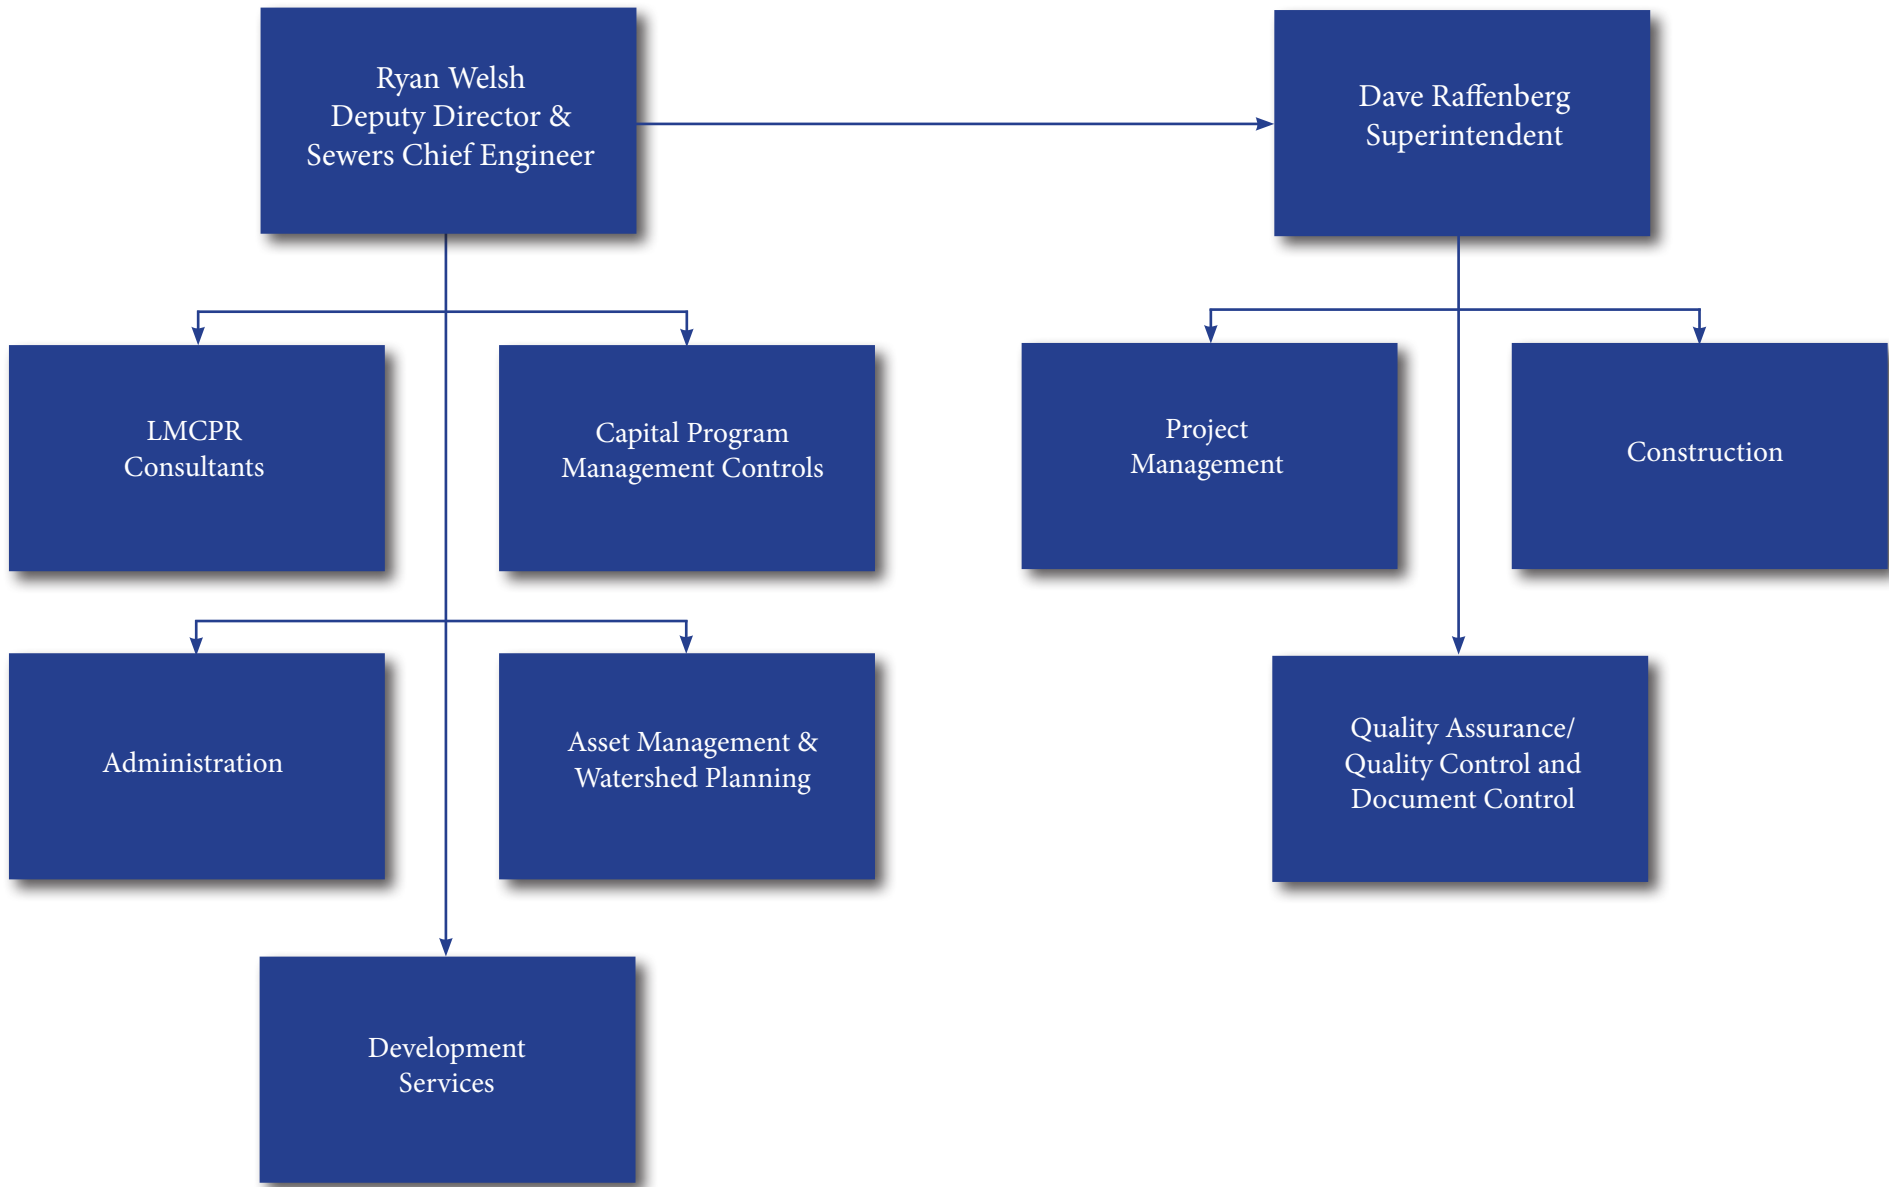 Ryan Welsh
Deputy Director &
Sewers Chief Engineer
Dave Raffenberg
Superintendent
LMCPR
Consultants
Capital Program
Management Controls
Project
Management
Construction
Administration
Asset Management &
Watershed Planning
Quality Assurance/
Quality Control and
Document Control
Development
Services